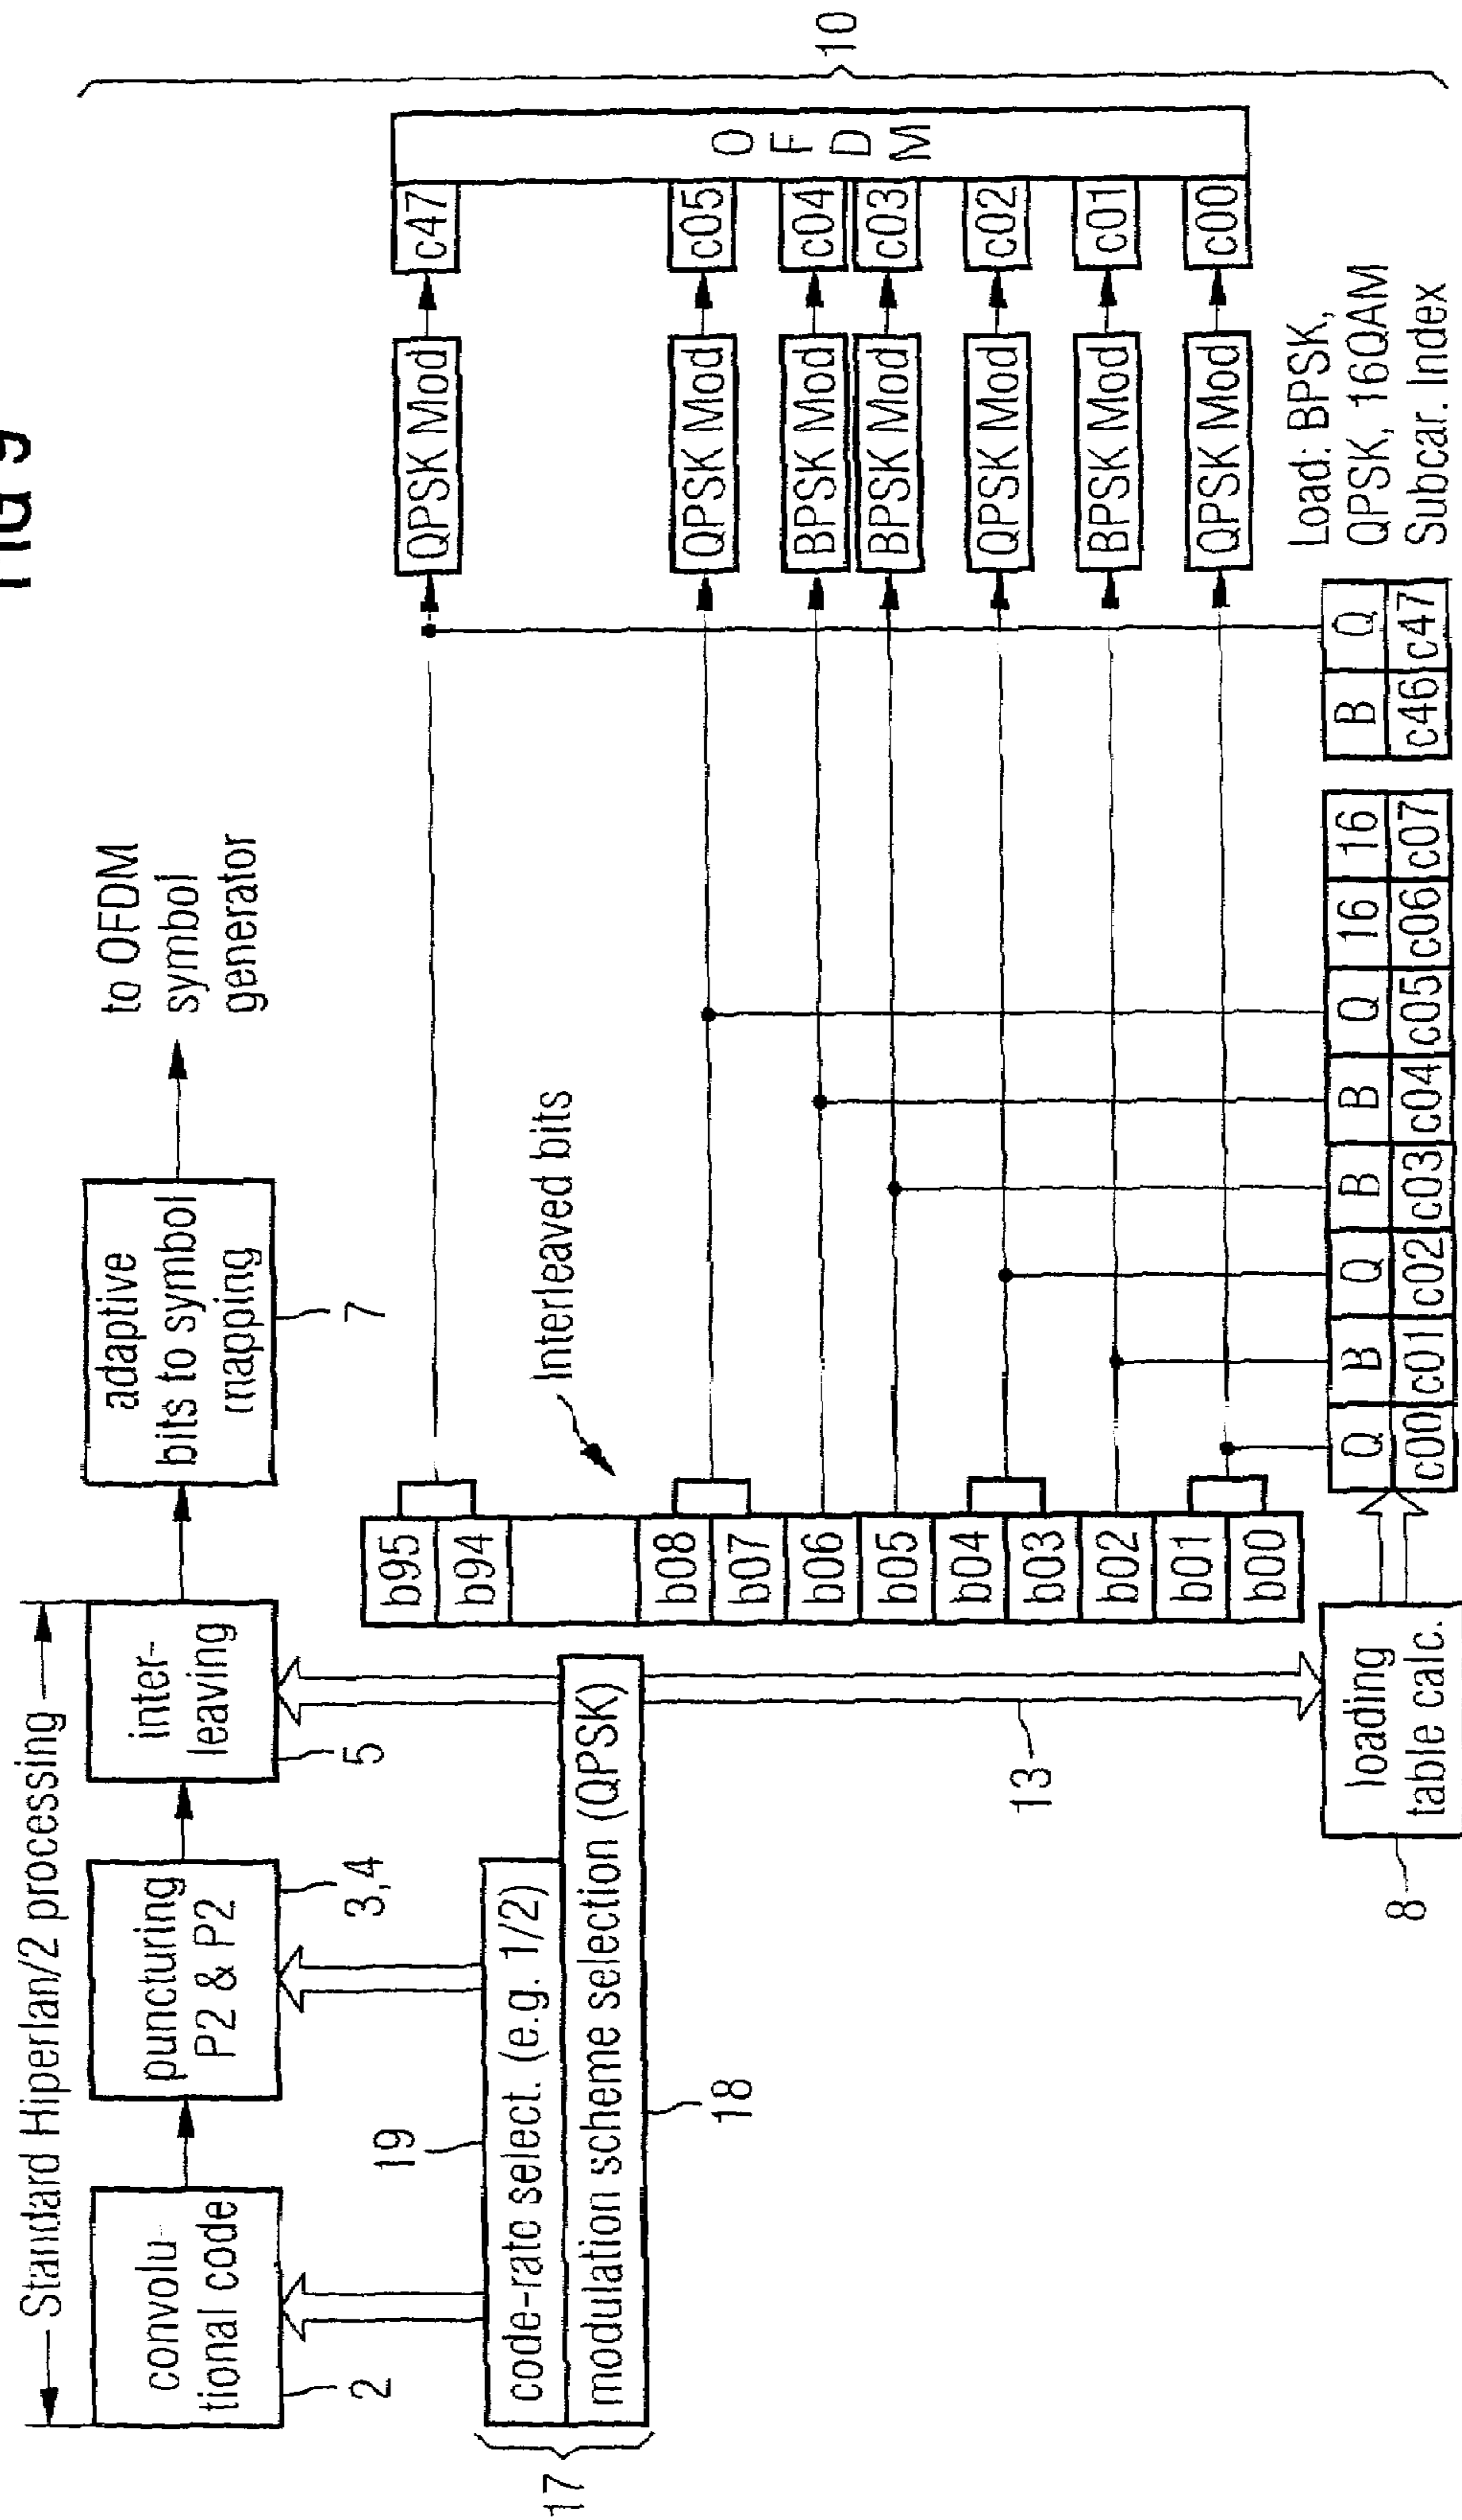 FIG 9
Standard Hiperlan/2 processing
convolu-
tional code
2
puncturing
P2 & P2
3,4
inter-
leaving
5
adaptive
bits to symbol
mapping
7
to OFDM
symbol
generator
17
19
code-rate select. (e.g. 1/2)
modulation scheme selection (QPSK)
18
13
8
loading
table calc.
Interleaved bits
b95
b94
b08
b07
b06
b05
b04
b03
b02
b01
b00
QPSK Mod c47
QPSK Mod c05
BPSK Mod c04
BPSK Mod c03
QPSK Mod c02
BPSK Mod c01
QPSK Mod c00
OFDM
10
Q B Q B B Q 16 16 B Q
c00 c01 c02 c03 c04 c05 c06 c07 c46 c47
Load: BPSK,
QPSK, 16QAM
Subcar. Index